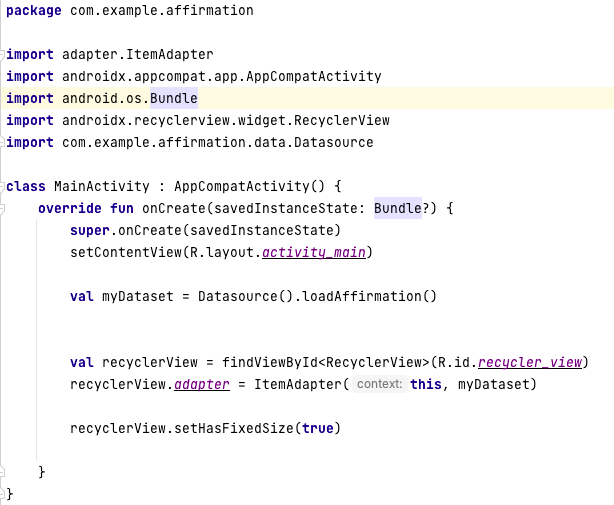 package com.example.affirmation
import adapter.ItemAdapter
import androidx.appcompat.app.AppCompatActivity
import android.os.Bundle
import androidx.recyclerview.widget.RecyclerView
import com.example.affirmation.data.Datasource
class MainActivity : AppCompatActivity() {
override fun onCreate(savedInstanceState: Bundle?) {
super.onCreate(savedInstanceState)
setContentView(R.layout.activity_main)
val myDataset = Datasource().loadAffirmation()
val recyclerView = findViewById<RecyclerView>(R.id.recycler_view)
recyclerView.adapter = ItemAdapter( context: this, myDataset)
recyclerView.setHasFixedSize(true)
}
}